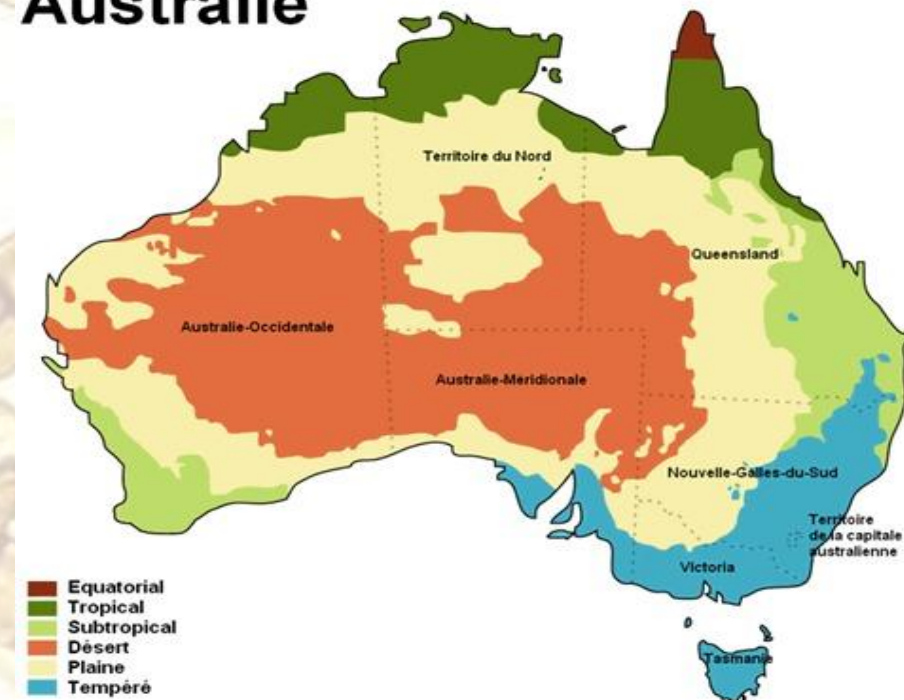 Australie
Territoire du Nord
Queensland
Australie-Occidentale
Australie-Méridionale
Nouvelle-Galles-du-Sud
Territoire
de la capitale
australienne
Victoria
Tasmanie
Equatorial
Tropical
Subtropical
Désert
Plaine
Tempéré